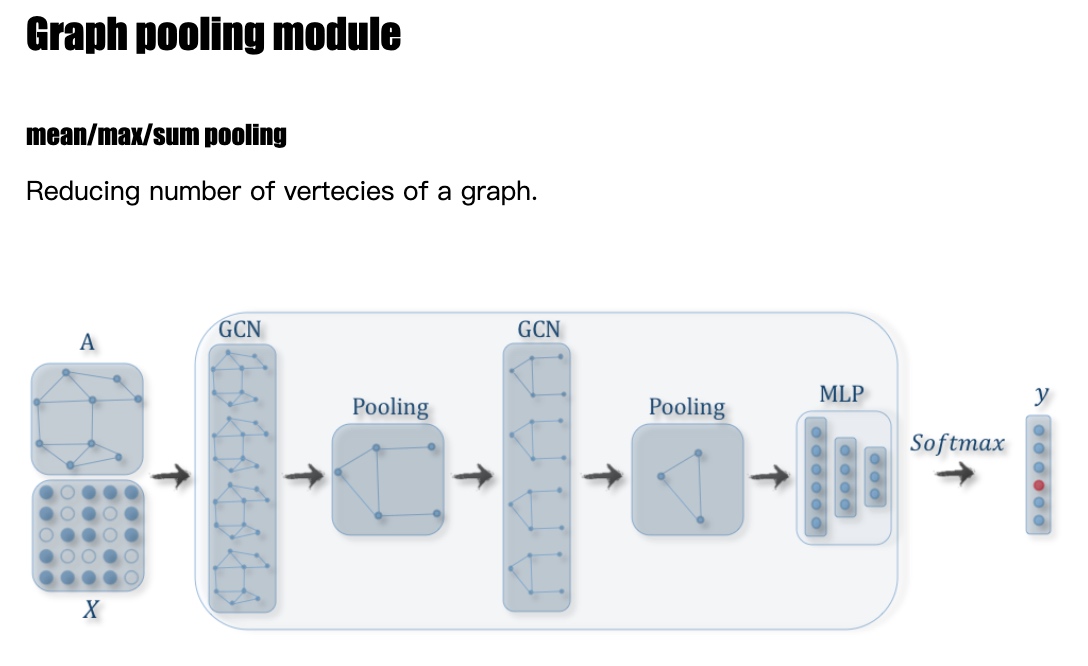 Graph pooling module
mean/max/sum pooling
Reducing number of vertecies of a graph.
A
X
GCN
Pooling
GCN
Pooling
MLP
Softmax
y